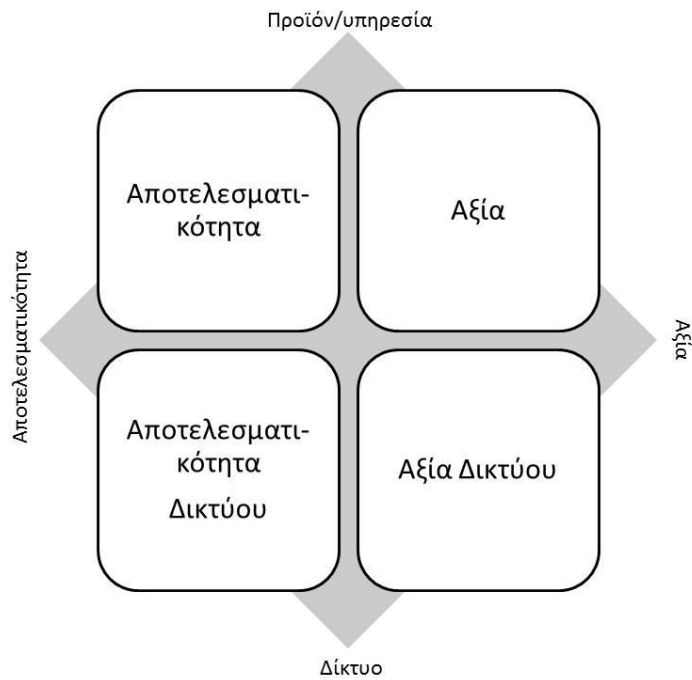 Προϊόν/υπηρεσία
Αποτελεσματι-
κότητα
Αξία
Αποτελεσματικότητα
Αξία
Αποτελεσματι-
κότητα
Δικτύου
Αξία Δικτύου
Δίκτυο